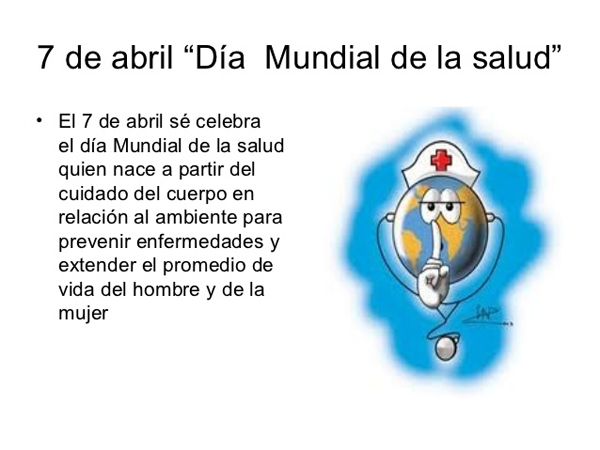 7 de abril “Día  Mundial de la salud”
• El 7 de abril sé celebra
el día Mundial de la salud
quien nace a partir del
cuidado del cuerpo en
relación al ambiente para
prevenir enfermedades y
extender el promedio de
vida del hombre y de la
mujer